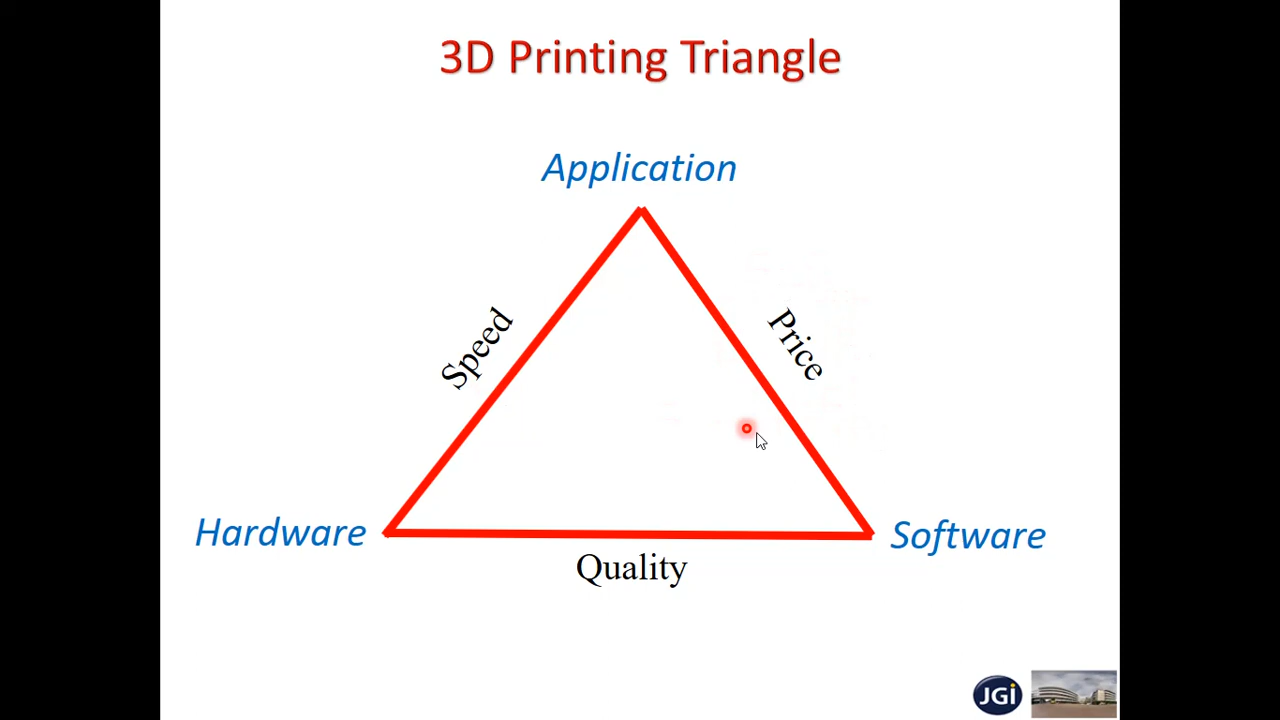 3D Printing Triangle
Application
Speed
Price
Hardware
Software
Quality
JGi